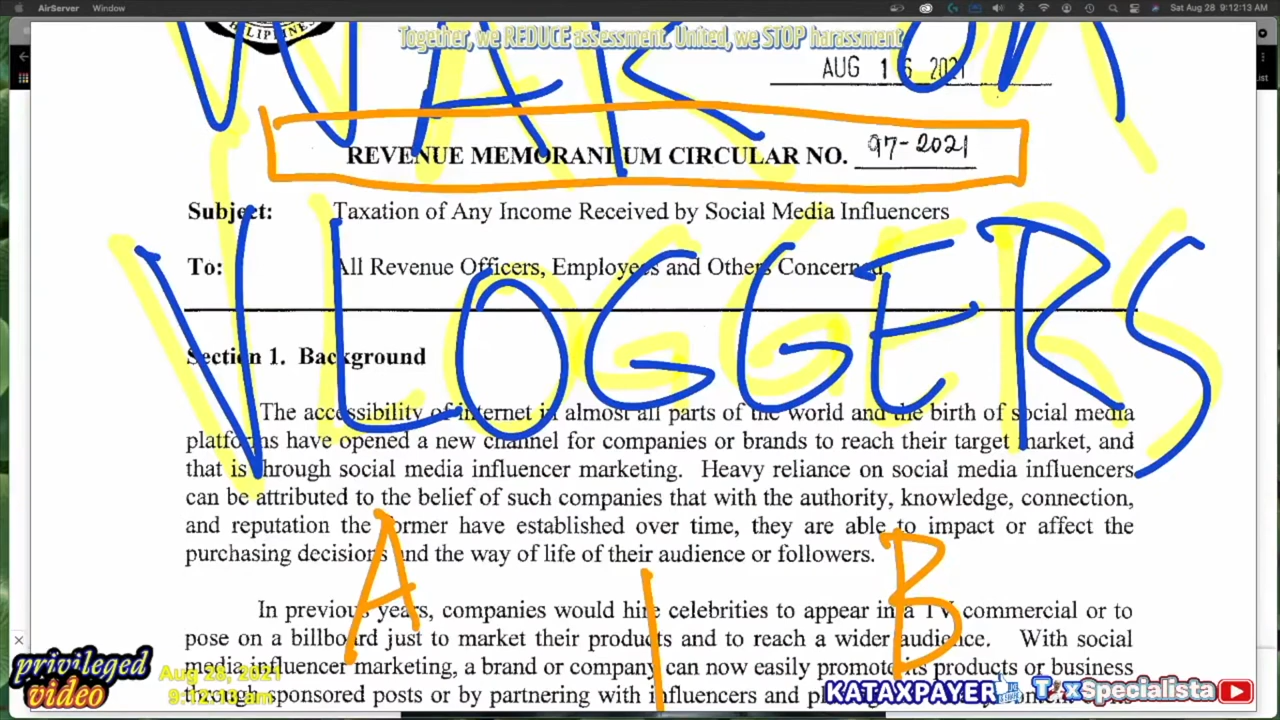 AirServer
Sat Aug 28 9:12:13 AM
PILIPPINES
Together, we REDUCE assessment. United, we STOP harassment
WAR ON
AUG 16 2021
REVENUE MEMORANDUM CIRCULAR NO. 97-2021
Subject: Taxation of Any Income Received by Social Media Influencers
VLOGGERS
To: All Revenue Officers, Employees and Others Concerned
List
Section 1. Background
The accessibility of internet in almost all parts of the world and the birth of social media
platforms have opened a new channel for companies or brands to reach their target market, and
that is through social media influencer marketing. Heavy reliance on social media influencers
can be attributed to the belief of such companies that with the authority, knowledge, connection,
and reputation the former have established over time, they are able to impact or affect the
purchasing decisions and the way of life of their audience or followers.
A | B
In previous years, companies would hire celebrities to appear in a TV commercial or to
pose on a billboard just to market their products and to reach a wider audience. With social
media influencer marketing, a brand or company can now easily promote its products or business
through sponsored posts or by partnering with influencers and
privileged
video
Aug 28, 2021
9:12:13 am
KATAXPAYER
TaxSpecialista